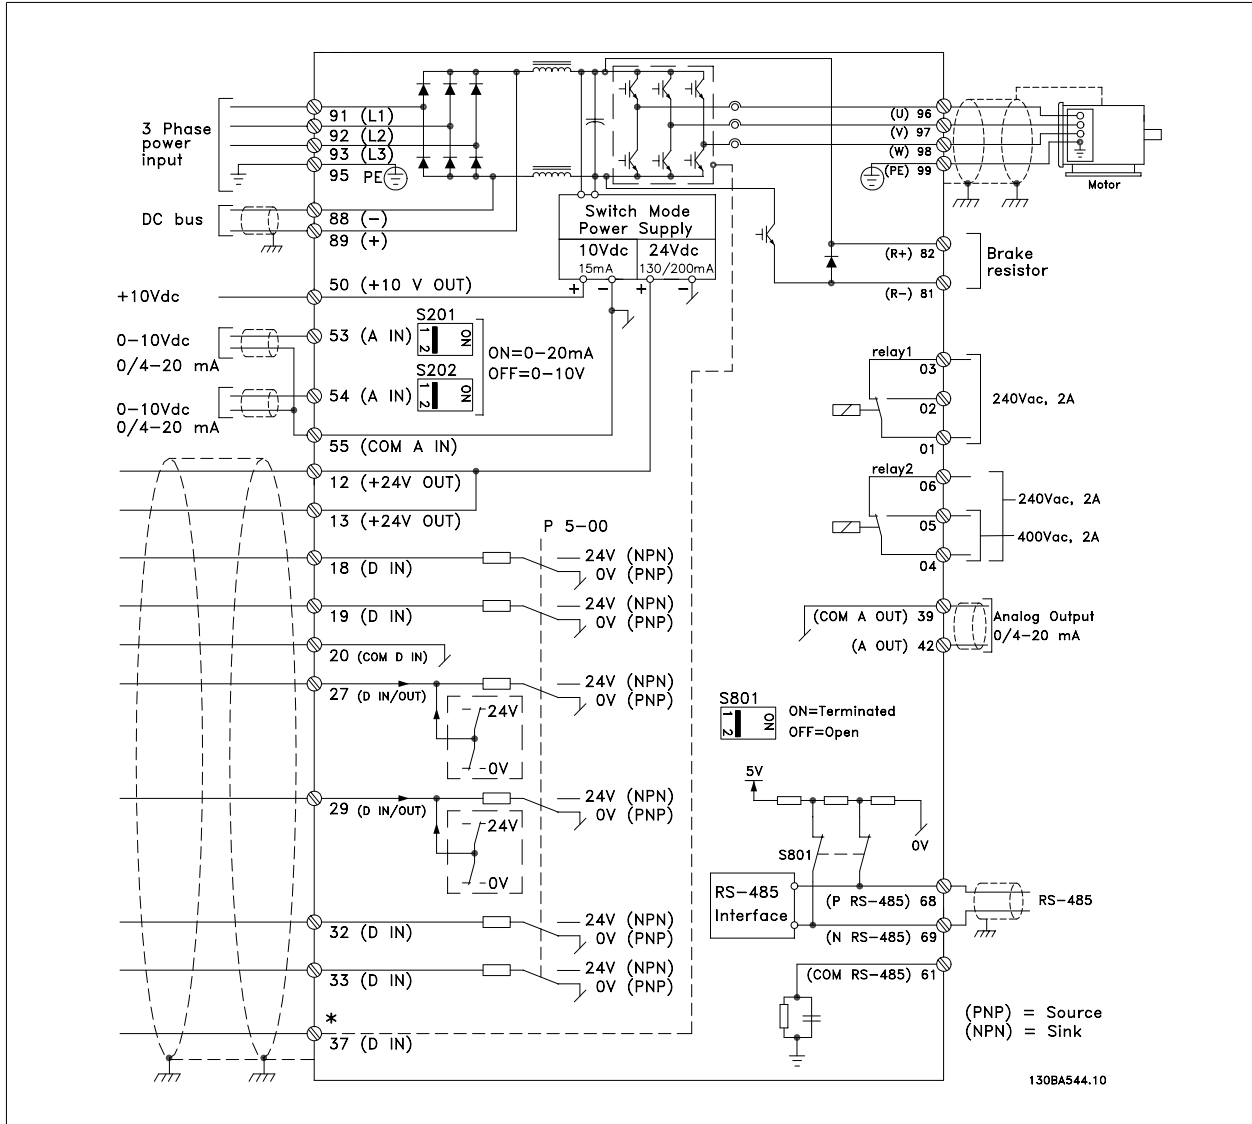 3 Phase
power
input
91 (L1)
92 (L2)
93 (L3)
95 PE
DC bus
88 (-)
89 (+)
+10Vdc
50 (+10 V OUT)
0-10Vdc
0/4-20 mA
53 (A IN)
S201
ON
1 2
S202
ON
1 2
ON=0-20mA
OFF=0-10V
0-10Vdc
0/4-20 mA
54 (A IN)
55 (COM A IN)
12 (+24V OUT)
13 (+24V OUT)
P 5-00
18 (D IN)
24V (NPN)
0V (PNP)
19 (D IN)
24V (NPN)
0V (PNP)
20 (COM D IN)
27 (D IN/OUT)
24V (NPN)
0V (PNP)
24V
0V
29 (D IN/OUT)
24V (NPN)
0V (PNP)
24V
0V
32 (D IN)
24V (NPN)
0V (PNP)
33 (D IN)
24V (NPN)
0V (PNP)
*
37 (D IN)
Switch Mode
Power Supply
10Vdc
15mA
24Vdc
130/200mA
+ - + -
(U) 96
(V) 97
(W) 98
(PE) 99
Motor
(R+) 82
(R-) 81
Brake
resistor
relay1
03
02
01
240Vac, 2A
relay2
06
05
04
240Vac, 2A
400Vac, 2A
(COM A OUT) 39
(A OUT) 42
Analog Output
0/4-20 mA
S801
ON
1 2
ON=Terminated
OFF=Open
5V
0V
S801
RS-485
Interface
(P RS-485) 68
(N RS-485) 69
RS-485
(COM RS-485) 61
(PNP) = Source
(NPN) = Sink
130BA544.10